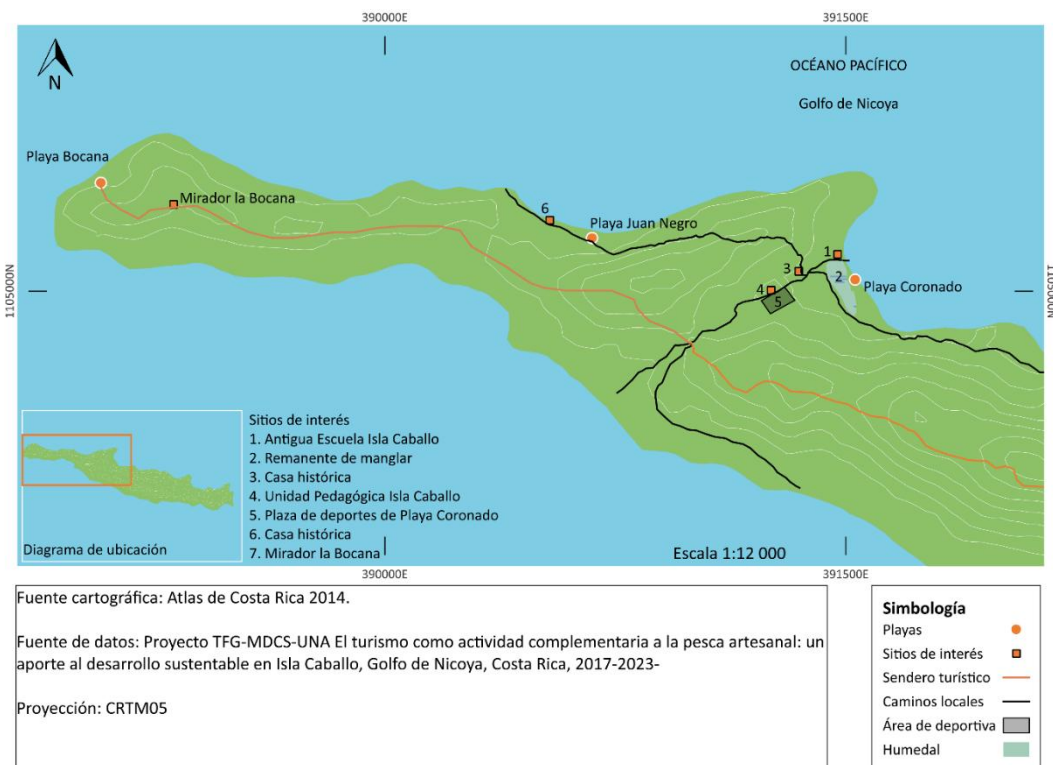 390000E
391500E
OCÉANO PACÍFICO
Golfo de Nicoya
N
Playa Bocana
Mirador la Bocana
6
Playa Juan Negro
1
3
2
Playa Coronado
4
5
1105000N
1105000N
Sitios de interés
1. Antigua Escuela Isla Caballo
2. Remanente de manglar
3. Casa histórica
4. Unidad Pedagógica Isla Caballo
5. Plaza de deportes de Playa Coronado
6. Casa histórica
7. Mirador la Bocana
Diagrama de ubicación
Escala 1:12 000
390000E
391500E
Fuente cartográfica: Atlas de Costa Rica 2014.
Fuente de datos: Proyecto TFG-MDCS-UNA El turismo como actividad complementaria a la pesca artesanal: un
aporte al desarrollo sustentable en Isla Caballo, Golfo de Nicoya, Costa Rica, 2017-2023-
Proyección: CRTM05
Simbología
Playas
Sitios de interés
Sendero turístico
Caminos locales
Área de deportiva
Humedal